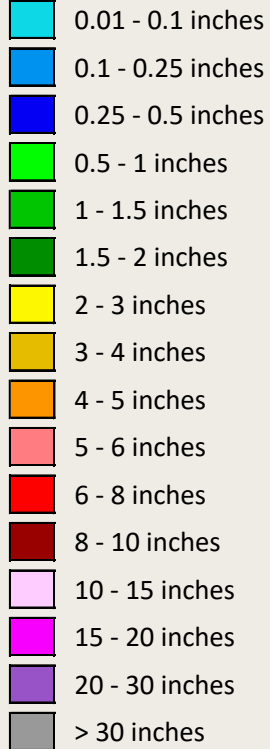 0.01 - 0.1 inches
0.1 - 0.25 inches
0.25 - 0.5 inches
0.5 - 1 inches
1 - 1.5 inches
1.5 - 2 inches
2 - 3 inches
3 - 4 inches
4 - 5 inches
5 - 6 inches
6 - 8 inches
8 - 10 inches
10 - 15 inches
15 - 20 inches
20 - 30 inches
> 30 inches